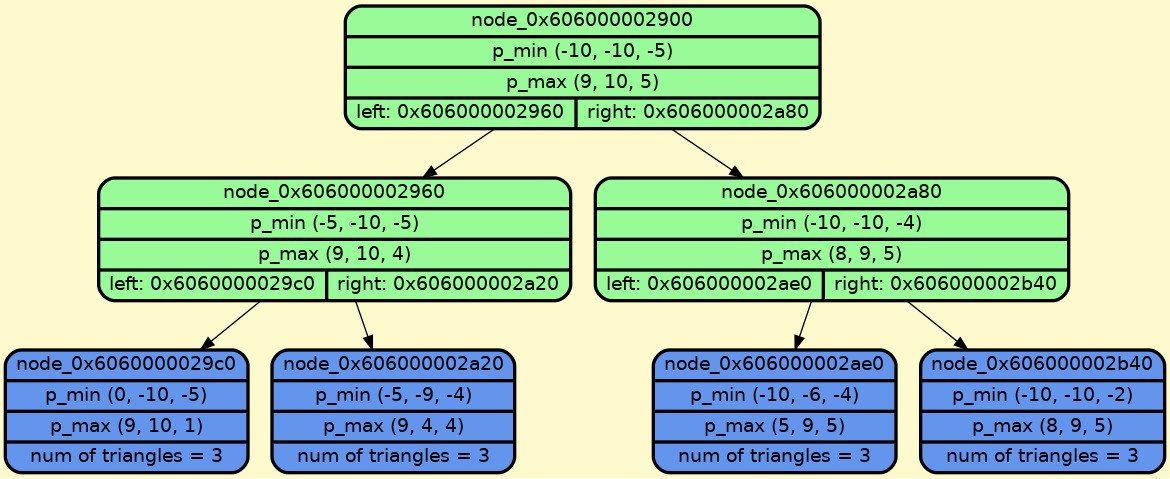 node_0x606000002900
p_min (-10, -10, -5)
p_max (9, 10, 5)
left: 0x606000002960 right: 0x606000002a80
node_0x606000002960
p_min (-5, -10, -5)
p_max (9, 10, 4)
left: 0x6060000029c0 right: 0x606000002a20
node_0x606000002a80
p_min (-10, -10, -4)
p_max (8, 9, 5)
left: 0x606000002ae0 right: 0x606000002b40
node_0x6060000029c0
p_min (0, -10, -5)
p_max (9, 10, 1)
num of triangles = 3
node_0x606000002a20
p_min (-5, -9, -4)
p_max (9, 4, 4)
num of triangles = 3
node_0x606000002ae0
p_min (-10, -6, -4)
p_max (5, 9, 5)
num of triangles = 3
node_0x606000002b40
p_min (-10, -10, -2)
p_max (8, 9, 5)
num of triangles = 3